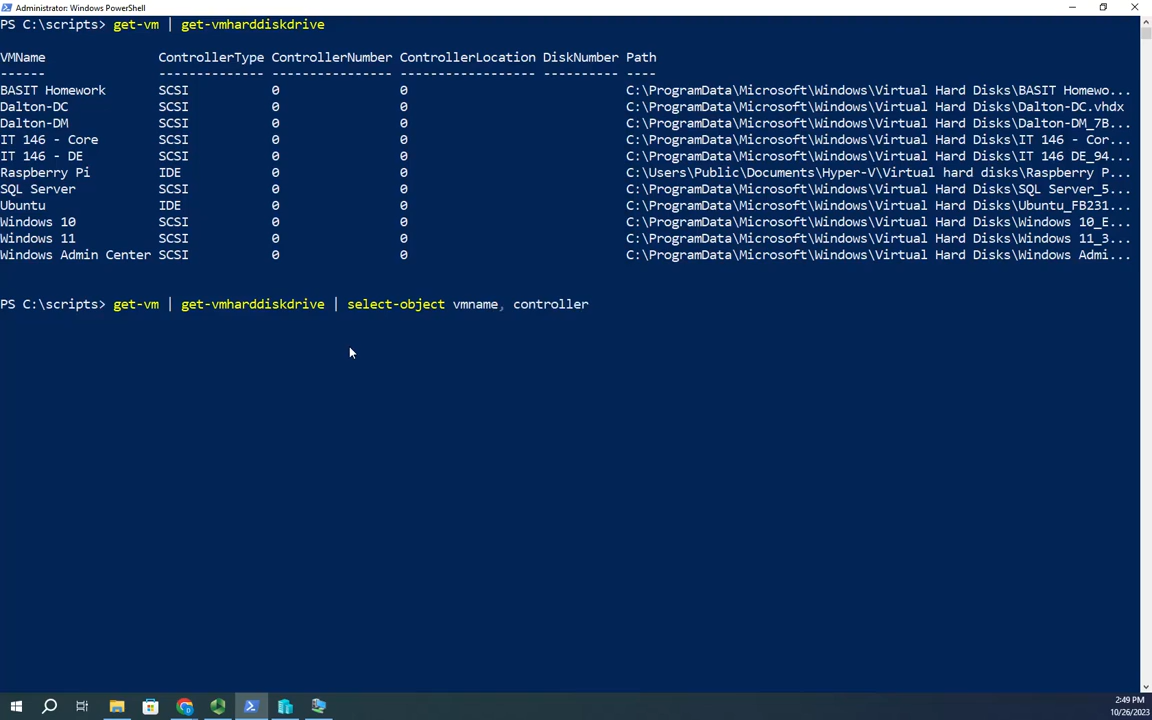 Administrator: Windows PowerShell
PS C:\scripts> get-vm | get-vmharddiskdrive
VMName ControllerType ControllerNumber ControllerLocation DiskNumber Path
------ -------------- ---------------- ------------------ ---------- ----
BASIT Homework SCSI 0 0 C:\ProgramData\Microsoft\Windows\Virtual Hard Disks\BASIT Homewo...
Dalton-DC SCSI 0 0 C:\ProgramData\Microsoft\Windows\Virtual Hard Disks\Dalton-DC.vhdx
Dalton-DM SCSI 0 0 C:\ProgramData\Microsoft\Windows\Virtual Hard Disks\Dalton-DM_7B...
IT 146 - Core SCSI 0 0 C:\ProgramData\Microsoft\Windows\Virtual Hard Disks\IT 146 - Cor...
IT 146 - DE SCSI 0 0 C:\ProgramData\Microsoft\Windows\Virtual Hard Disks\IT 146 DE_94...
Raspberry Pi IDE 0 0 C:\Users\Public\Documents\Hyper-V\Virtual hard disks\Raspberry P...
SQL Server SCSI 0 0 C:\ProgramData\Microsoft\Windows\Virtual Hard Disks\SQL Server_5...
Ubuntu IDE 0 0 C:\ProgramData\Microsoft\Windows\Virtual Hard Disks\Ubuntu_FB231...
Windows 10 SCSI 0 0 C:\ProgramData\Microsoft\Windows\Virtual Hard Disks\Windows 10_E...
Windows 11 SCSI 0 0 C:\ProgramData\Microsoft\Windows\Virtual Hard Disks\Windows 11_3...
Windows Admin Center SCSI 0 0 C:\ProgramData\Microsoft\Windows\Virtual Hard Disks\Windows Admi...
PS C:\scripts> get-vm | get-vmharddiskdrive | select-object vmname, controller
2:49 PM
10/26/2023